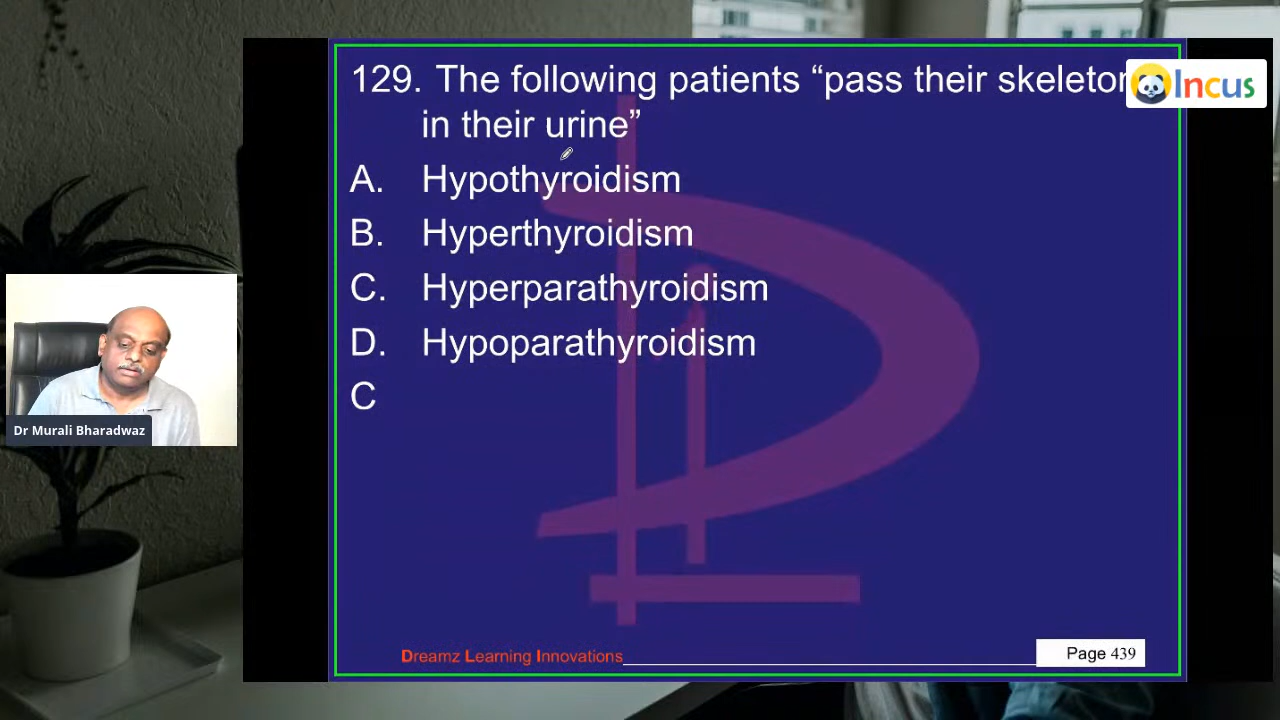 129. The following patients “pass their skeleton
in their urine”
A. Hypothyroidism
B. Hyperthyroidism
C. Hyperparathyroidism
D. Hypoparathyroidism
C
Incus
Dr Murali Bharadwaz
Dreamz Learning Innovations
Page 439